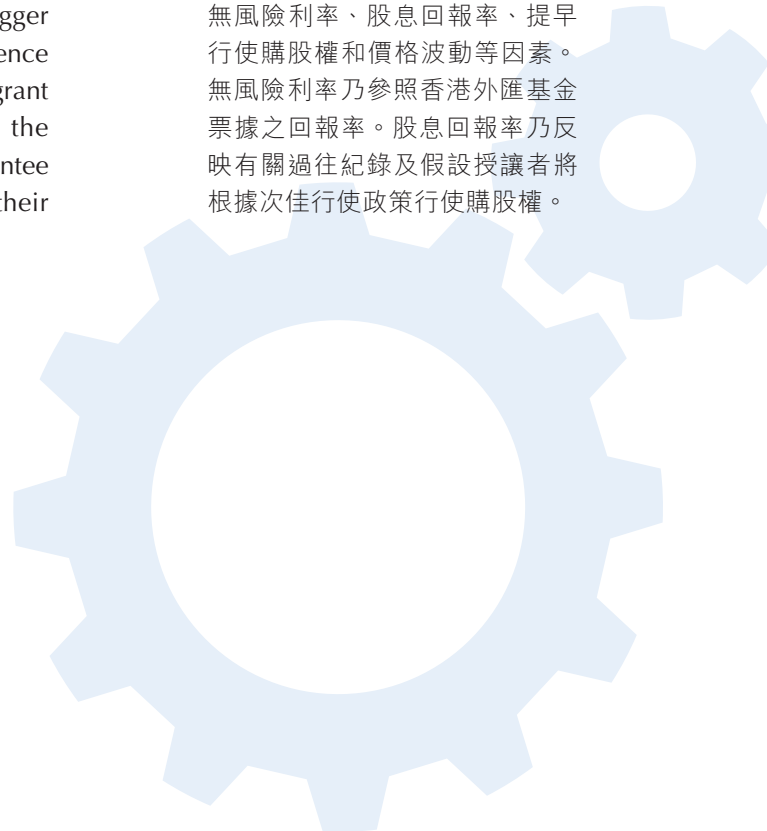 gger
ence
grant
the
ntee
their
無風險利率、股息回報率、提早
行使購股權和價格波動等因素。
無風險利率乃參照香港外匯基金
票據之回報率。股息回報率乃反
映有關過往紀錄及假設授讓者將
根據次佳行使政策行使購股權。